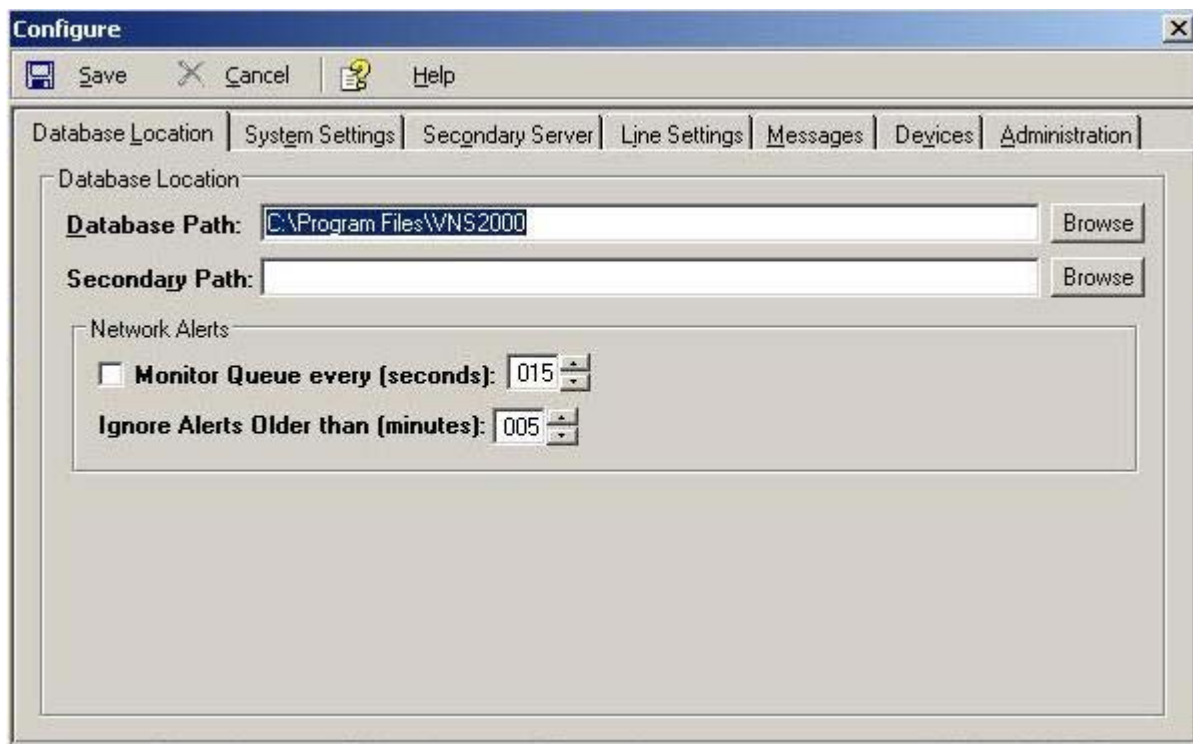 Configure
Save Cancel Help
Database Location System Settings Secondary Server Line Settings Messages Devices Administration
Database Location
Database Path: C:\Program Files\VNS2000 Browse
Secondary Path: Browse
Network Alerts
Monitor Queue every (seconds): 015
Ignore Alerts Older than (minutes): 005